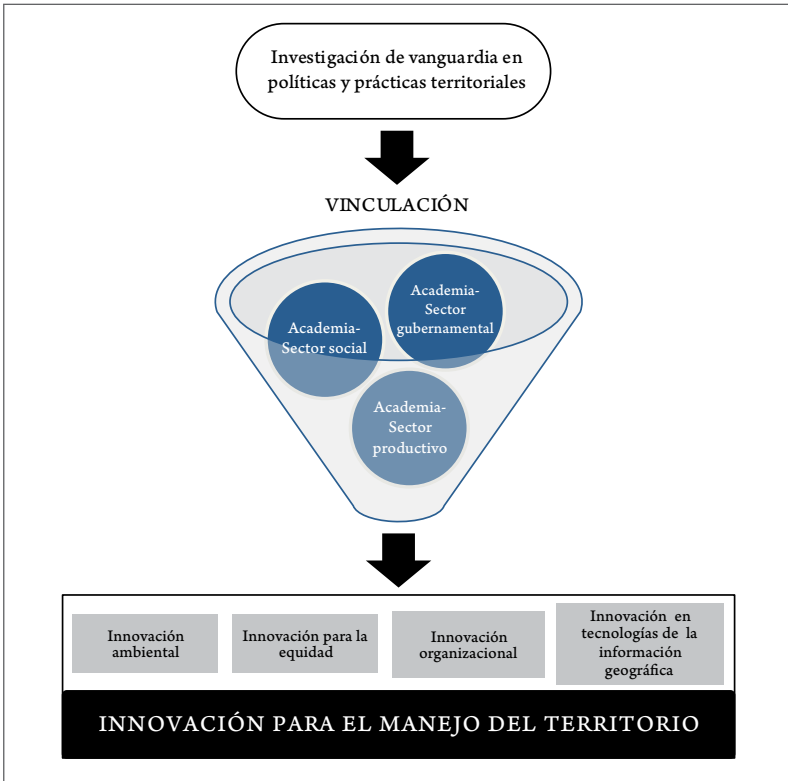 Investigación de vanguardia en
políticas y prácticas territoriales
VINCULACIÓN
Academia-
Sector social
Academia-
Sector
gubernamental
Academia-
Sector
productivo
Innovación
ambiental
Innovación para la
equidad
Innovación
organizacional
Innovación en
tecnologías de la
información
geográfica
INNOVACIÓN PARA EL MANEJO DEL TERRITORIO